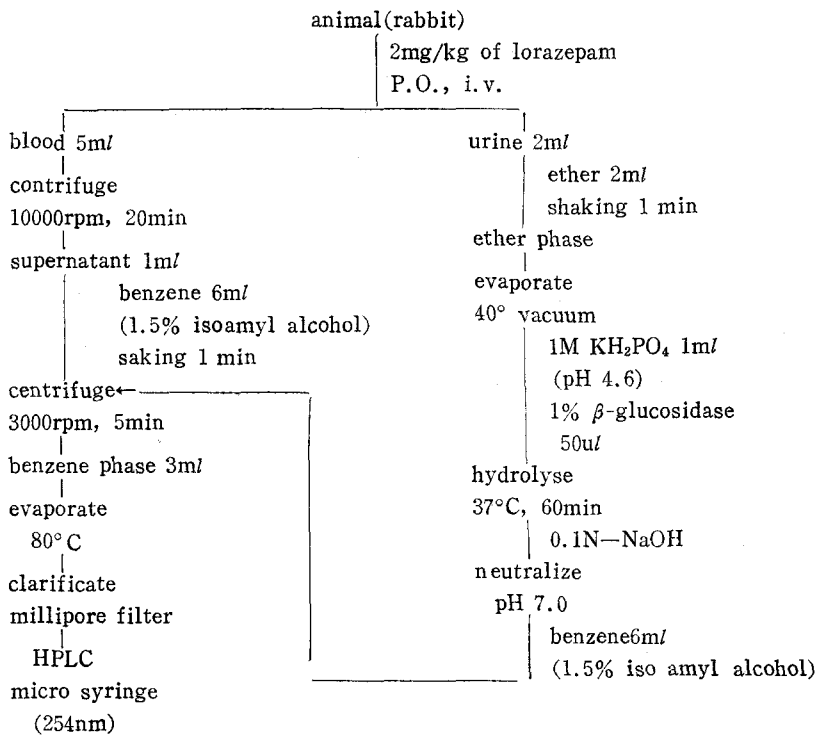 animal(rabbit)
2mg/kg of lorazepam
P.O., i.v.
blood 5ml
contrifuge
10000rpm, 20min
supernatant 1ml
benzene 6ml
(1.5% isoamyl alcohol)
saking 1 min
centrifuge←
3000rpm, 5min
benzene phase 3ml
evaporate
80°C
clarificate
millipore filter
HPLC
micro syringe
(254nm)
urine 2ml
ether 2ml
shaking 1 min
ether phase
evaporate
40° vacuum
1M KH₂PO₄ 1ml
(pH 4.6)
1% β-glucosidase
50ul
hydrolyse
37°C, 60min
0.1N—NaOH
neutralize
pH 7.0
benzene6ml
(1.5% iso amyl alcohol)